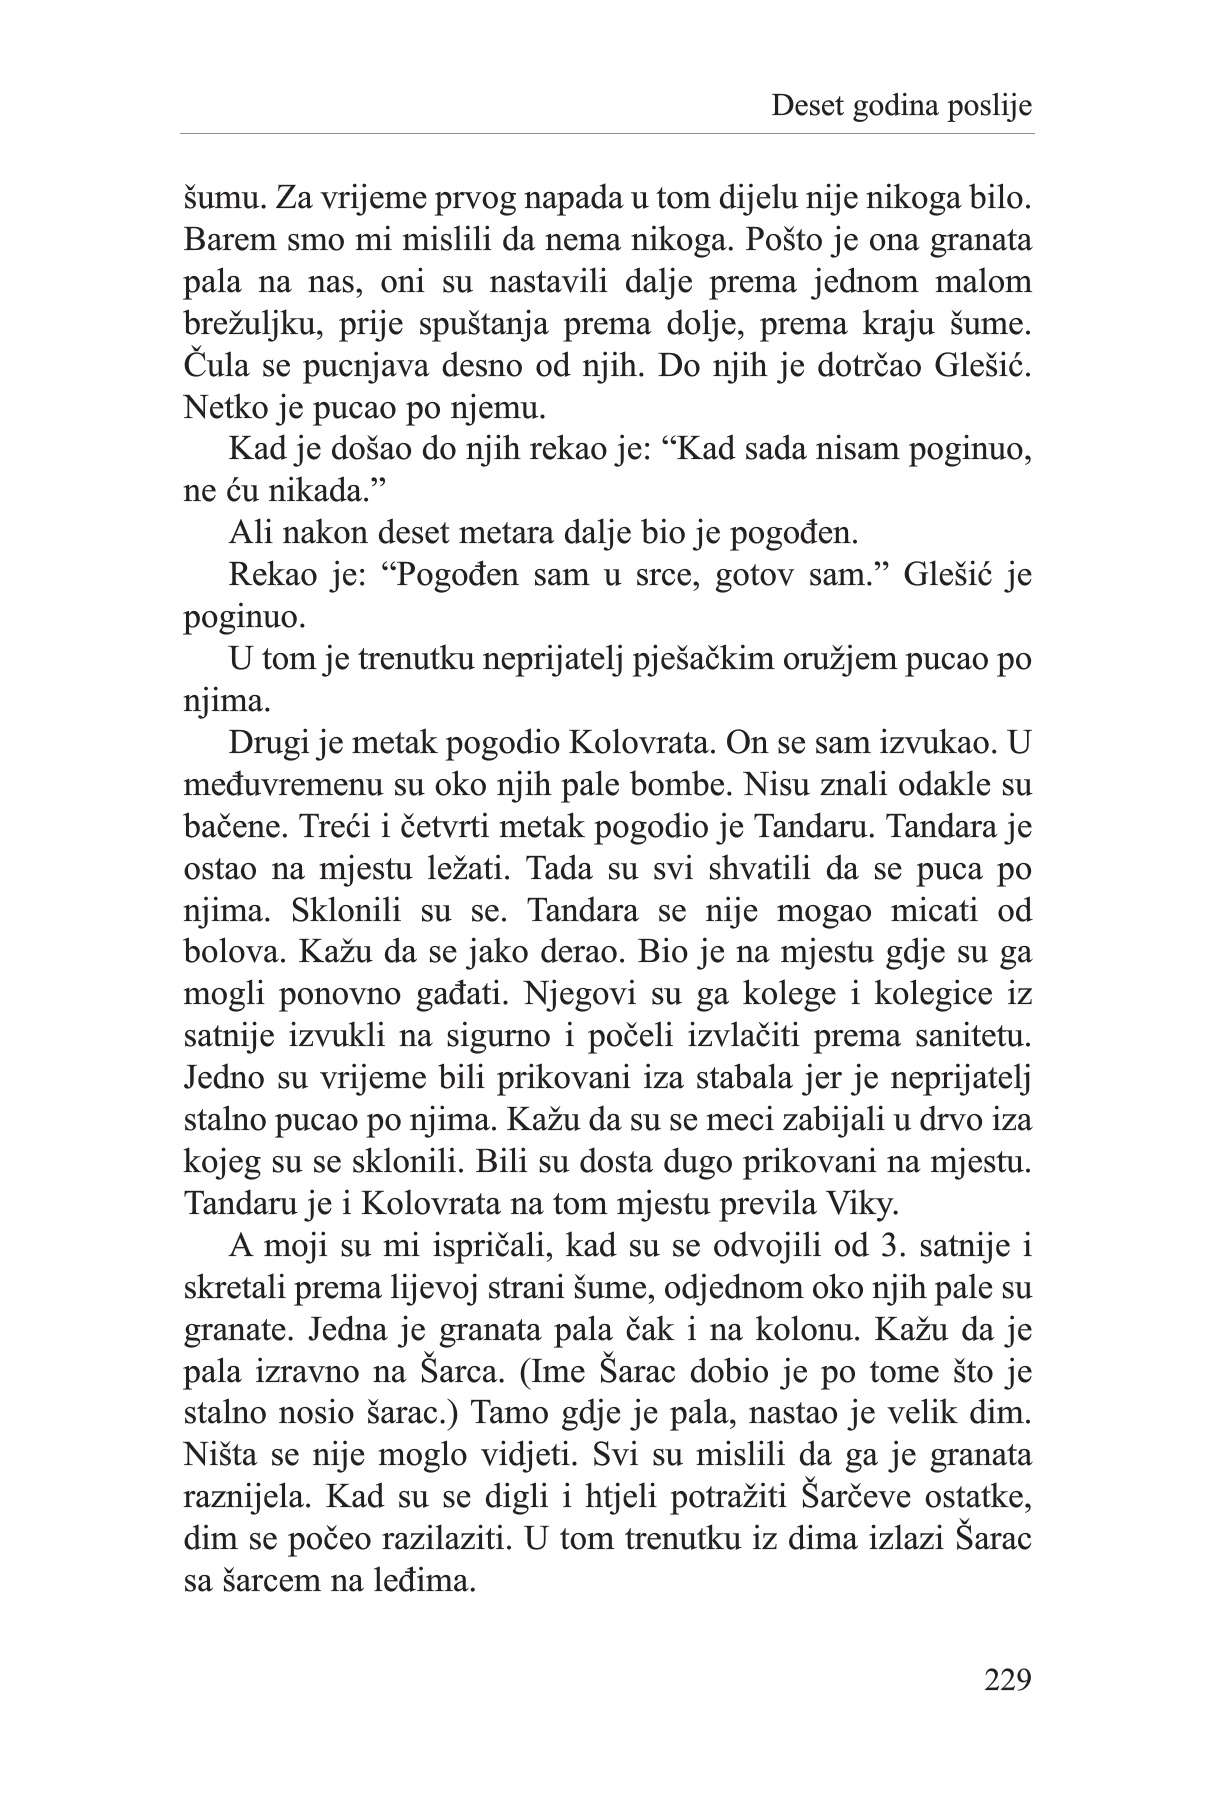 Deset godina poslije
šumu. Za vrijeme prvog napada u tom dijelu nije nikoga bilo.
Barem smo mi mislili da nema nikoga. Pošto je ona granata
pala na nas, oni su nastavili dalje prema jednom malom
brežuljku, prije spuštanja prema dolje, prema kraju šume.
Čula se pucnjava desno od njih. Do njih je dotrčao Glešić.
Netko je pucao po njemu.
Kad je došao do njih rekao je: “Kad sada nisam poginuo,
ne ću nikada.”
Ali nakon deset metara dalje bio je pogođen.
Rekao je: “Pogođen sam u srce, gotov sam.” Glešić je
poginuo.
U tom je trenutku neprijatelj pješačkim oružjem pucao po
njima.
Drugi je metak pogodio Kolovrata. On se sam izvukao. U
međuvremenu su oko njih pale bombe. Nisu znali odakle su
bačene. Treći i četvrti metak pogodio je Tandaru. Tandara je
ostao na mjestu ležati. Tada su svi shvatili da se puca po
njima. Sklonili su se. Tandara se nije mogao micati od
bolova. Kažu da se jako derao. Bio je na mjestu gdje su ga
mogli ponovno gađati. Njegovi su ga kolege i kolegice iz
satnije izvukli na sigurno i počeli izvlačiti prema sanitetu.
Jedno su vrijeme bili prikovani iza stabala jer je neprijatelj
stalno pucao po njima. Kažu da su se meci zabijali u drvo iza
kojeg su se sklonili. Bili su dosta dugo prikovani na mjestu.
Tandaru je i Kolovrata na tom mjestu previla Viky.
A moji su mi ispričali, kad su se odvojili od 3. satnije i
skretali prema lijevoj strani šume, odjednom oko njih pale su
granate. Jedna je granata pala čak i na kolonu. Kažu da je
pala izravno na Šarca. (Ime Šarac dobio je po tome što je
stalno nosio šarac.) Tamo gdje je pala, nastao je velik dim.
Ništa se nije moglo vidjeti. Svi su mislili da ga je granata
raznijela. Kad su se digli i htjeli potražiti Šarčeve ostatke,
dim se počeo razilaziti. U tom trenutku iz dima izlazi Šarac
sa šarcem na leđima.
229